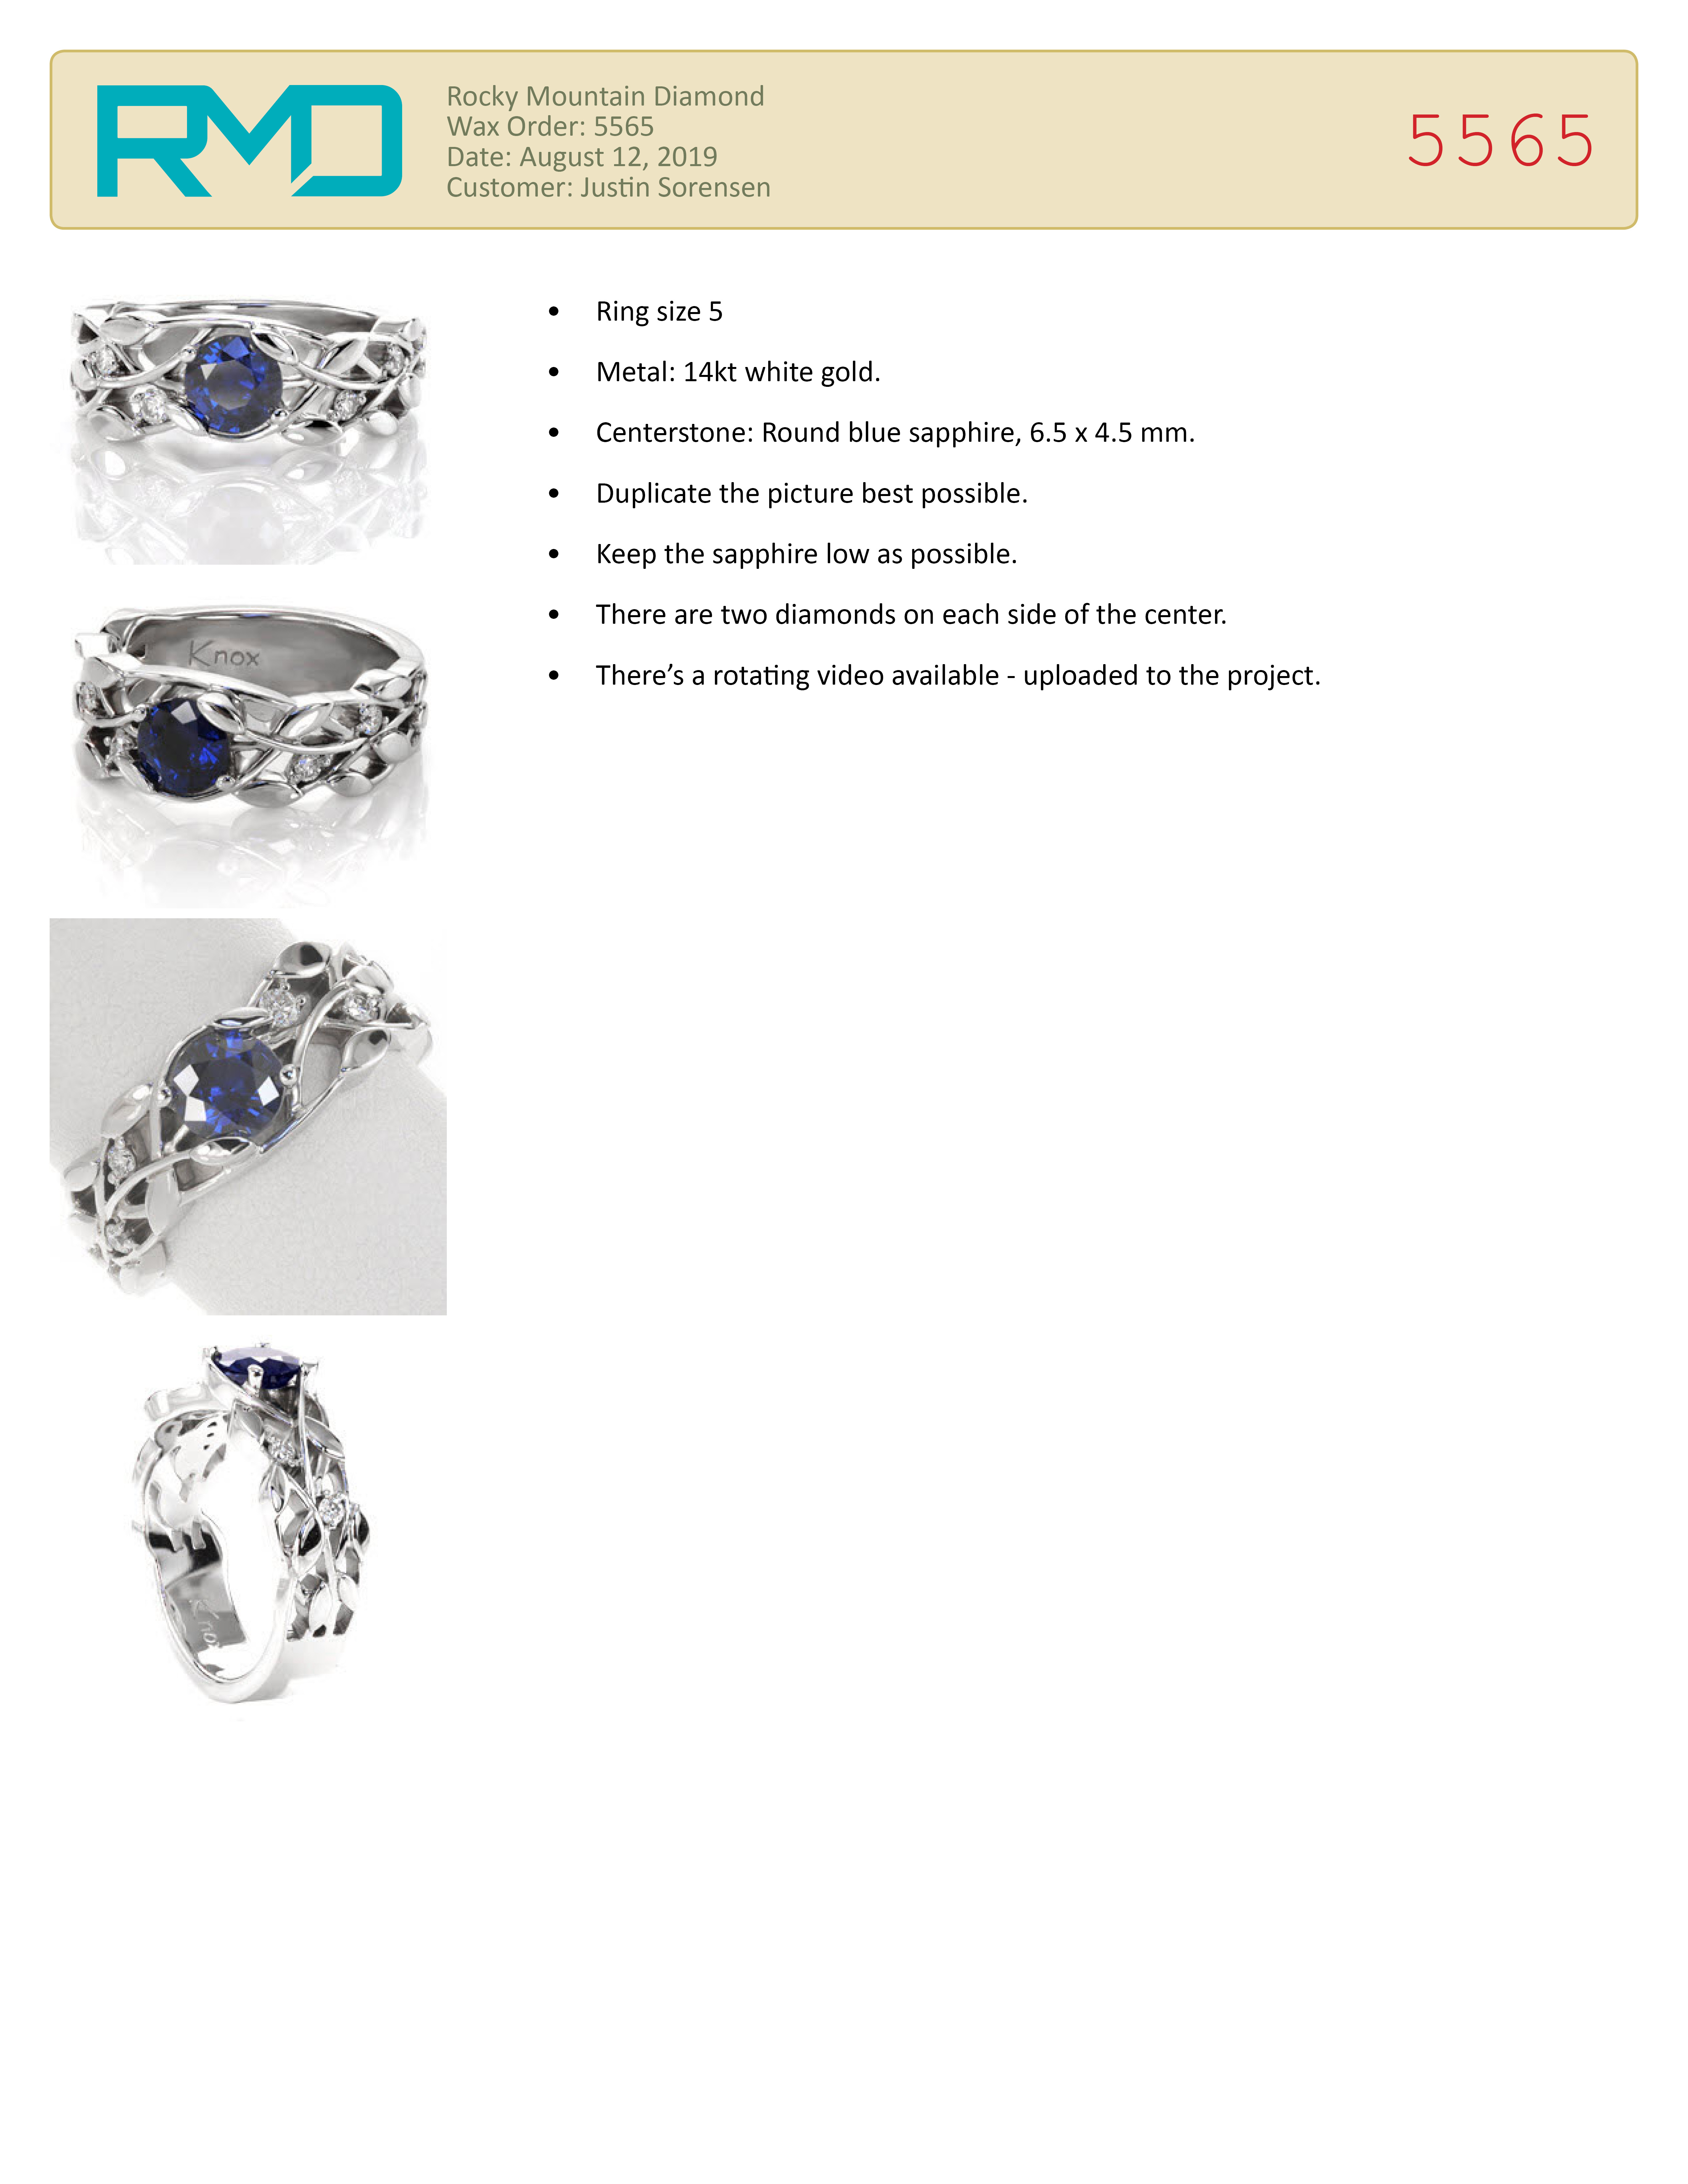 RMD
Rocky Mountain Diamond
Wax Order: 5565
Date: August 12, 2019
Customer: Justin Sorensen
5565
• Ring size 5
• Metal: 14kt white gold.
• Centerstone: Round blue sapphire, 6.5 x 4.5 mm.
• Duplicate the picture best possible.
• Keep the sapphire low as possible.
• There are two diamonds on each side of the center.
• There’s a rotating video available - uploaded to the project.
Knox
Knox